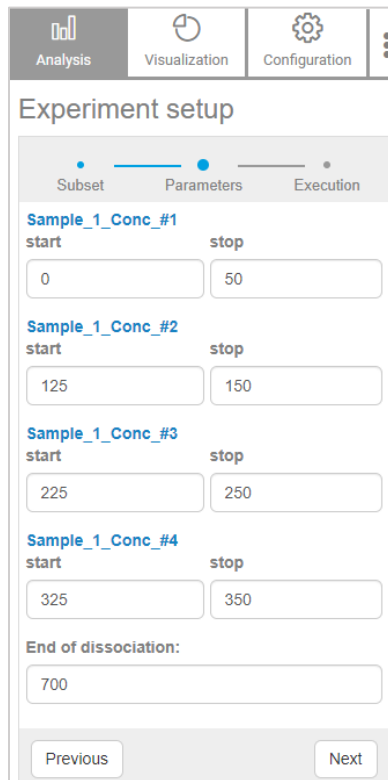 Analysis Visualization Configuration
Experiment setup
Subset Parameters Execution
Sample_1_Conc_#1
start stop
0 50
Sample_1_Conc_#2
start stop
125 150
Sample_1_Conc_#3
start stop
225 250
Sample_1_Conc_#4
start stop
325 350
End of dissociation:
700
Previous Next